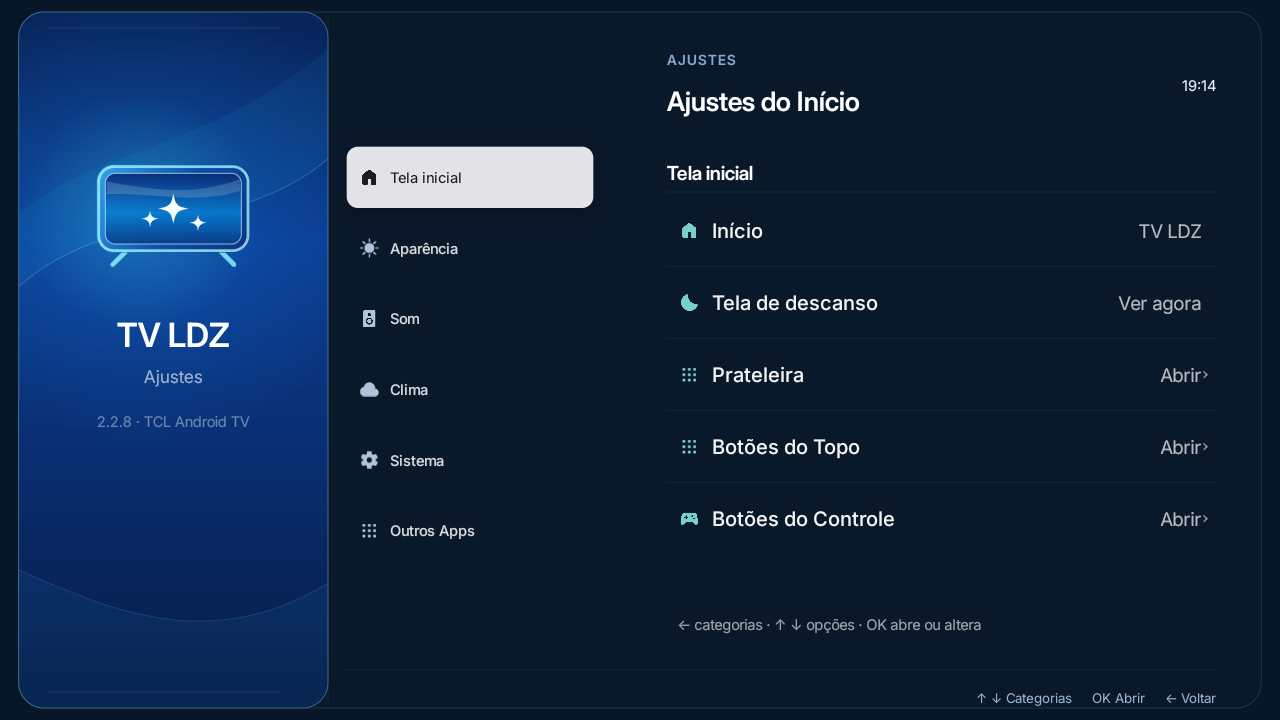 TV LDZ
Ajustes
2.2.8 · TCL Android TV
Tela inicial
Aparência
Som
Clima
Sistema
Outros Apps
AJUSTES
Ajustes do Início
19:14
Tela inicial
Início TV LDZ
Tela de descanso Ver agora
Prateleira Abrir ›
Botões do Topo Abrir ›
Botões do Controle Abrir ›
← categorias · ↑ ↓ opções · OK abre ou altera
↑ ↓ Categorias OK Abrir ← Voltar